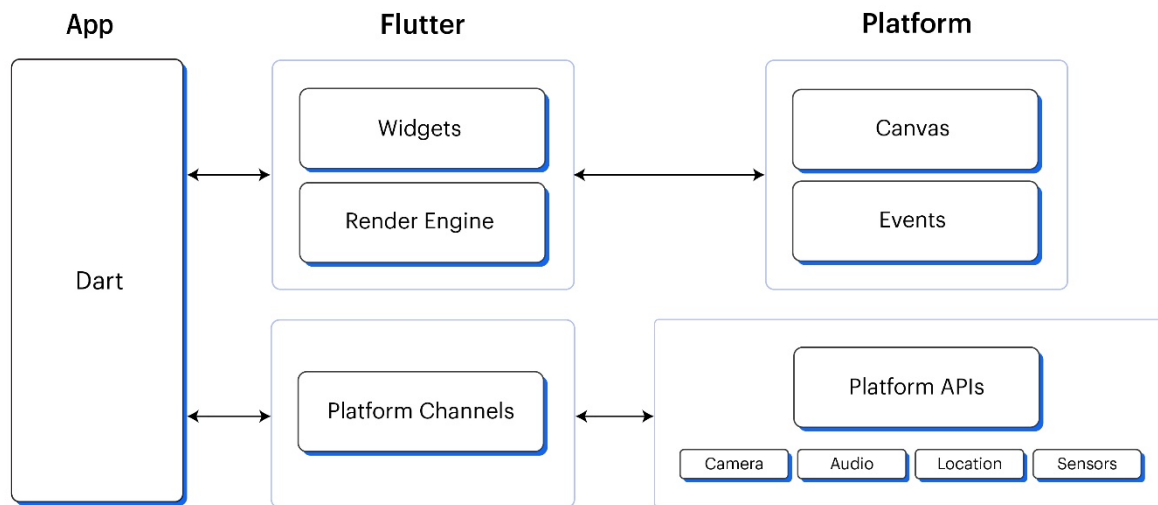 App
Flutter
Platform
Dart
Widgets
Render Engine
Canvas
Events
Platform Channels
Platform APIs
Camera
Audio
Location
Sensors